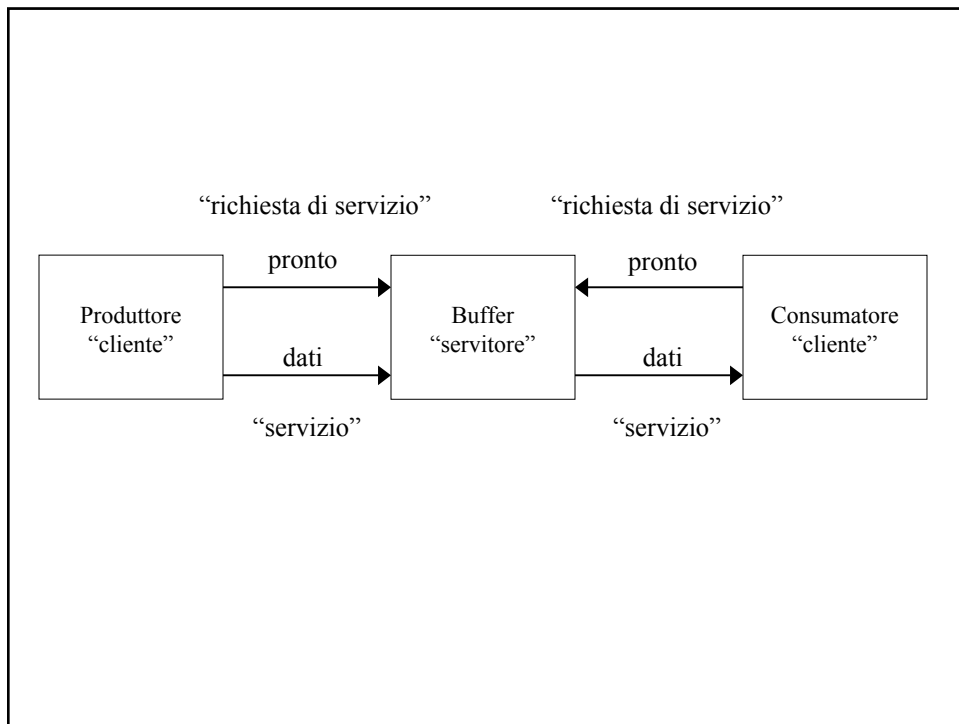 “richiesta di servizio” “richiesta di servizio”
pronto pronto
Produttore
“cliente”
Buffer
“servitore”
Consumatore
“cliente”
dati dati
“servizio” “servizio”